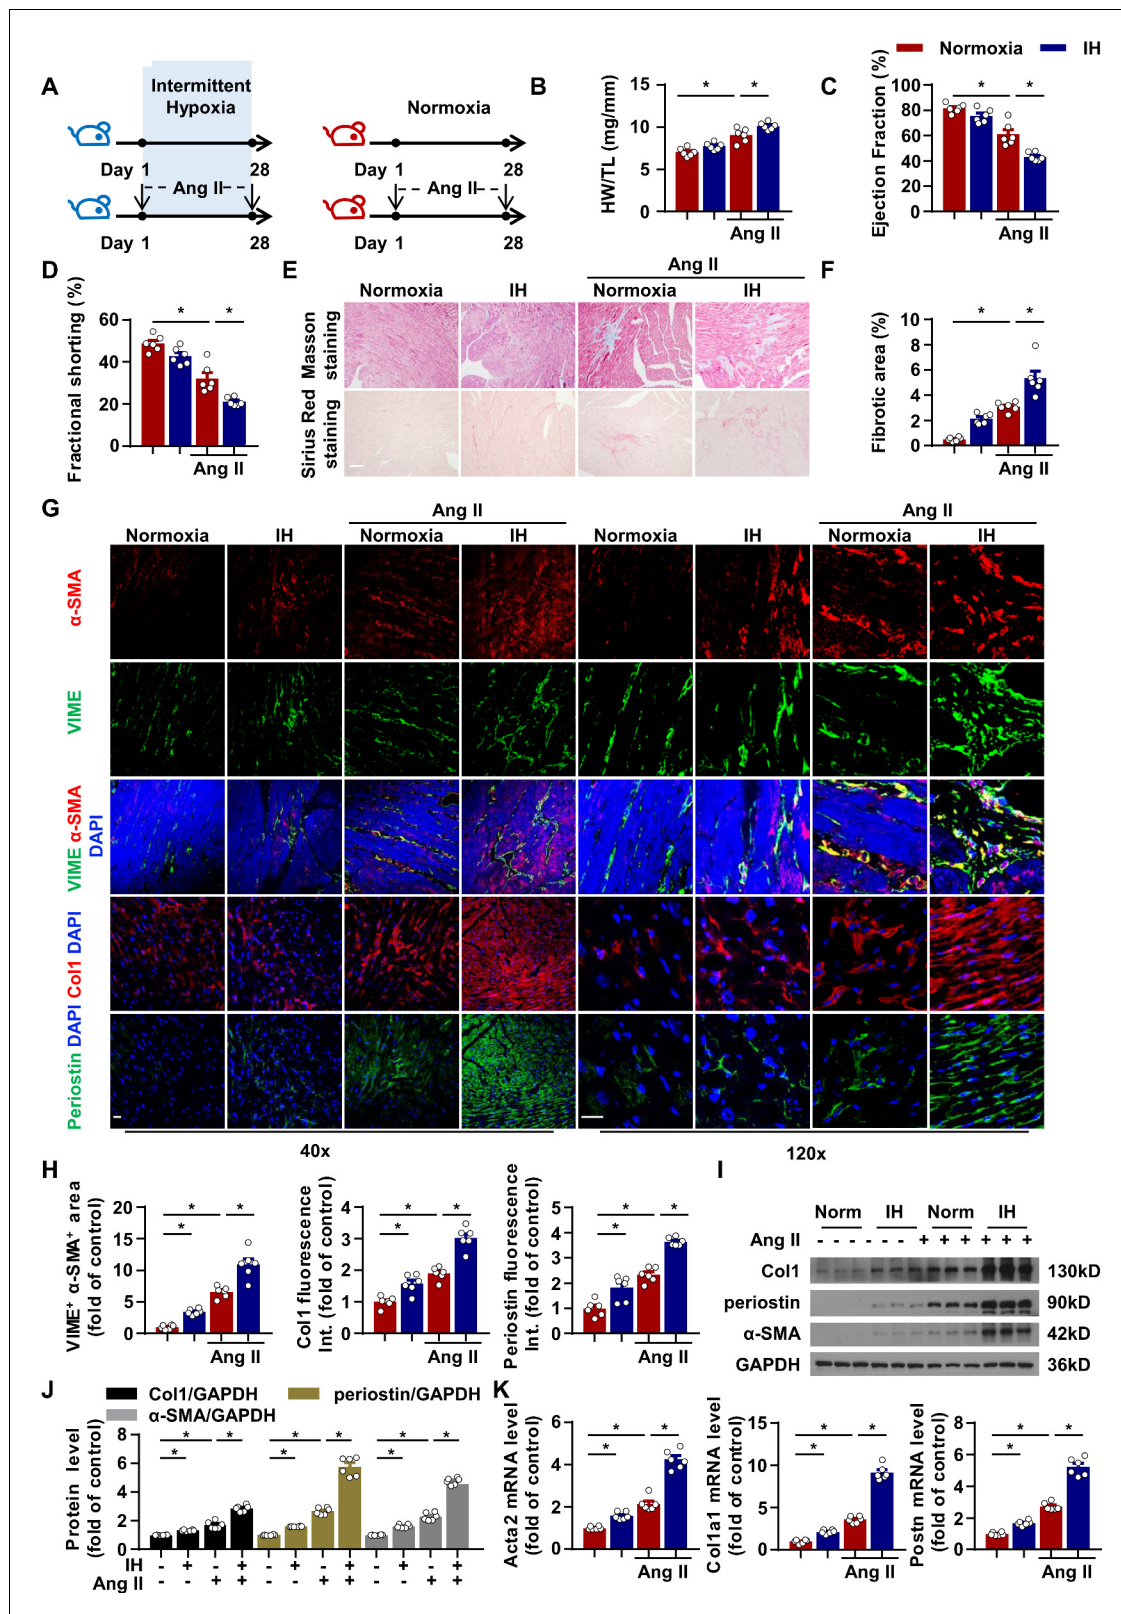 Normoxia IH
A
Intermittent
Hypoxia
Normoxia
Day 1 28
Day 1 28
Ang II
Ang II
Day 1 28
Day 1 28
B
HW/TL (mg/mm)
15
10
5
0
* *
Ang II
C
Ejection Fraction (%)
100
80
60
40
20
0
* *
Ang II
D
Fractional shorting (%)
60
40
20
0
* *
Ang II
E
Ang II
Normoxia IH Normoxia IH
Masson
staining
Sirius Red
staining
F
Fibrotic area (%)
10
8
6
4
2
0
* *
Ang II
G
Ang II Ang II
Normoxia IH Normoxia IH Normoxia IH Normoxia IH
α-SMA
VIME
VIME α-SMA
DAPI
Col1 DAPI
Periostin DAPI
40x 120x
H
VIME⁺ α-SMA⁺ area
(fold of control)
20
15
10
5
0
* * *
Ang II
Col1 fluorescence
Int. (fold of control)
4
3
2
1
0
* * *
Ang II
Periostin fluorescence
Int. (fold of control)
5
4
3
2
1
0
* * *
Ang II
I
Norm IH Norm IH
Ang II - - - - - - + + + + + +
Col1 130kD
periostin 90kD
α-SMA 42kD
GAPDH 36kD
J
Col1/GAPDH periostin/GAPDH
α-SMA/GAPDH
Protein level
(fold of control)
8
6
4
2
0
* * * * * * * * *
IH - + - + - + - + - + - +
Ang II - - + + - - + + - - + +
K
Acta2 mRNA level
(fold of control)
6
4
2
0
* * *
Ang II
Col1a1 mRNA level
(fold of control)
15
10
5
0
* * *
Ang II
Postn mRNA level
(fold of control)
8
6
4
2
0
* * *
Ang II